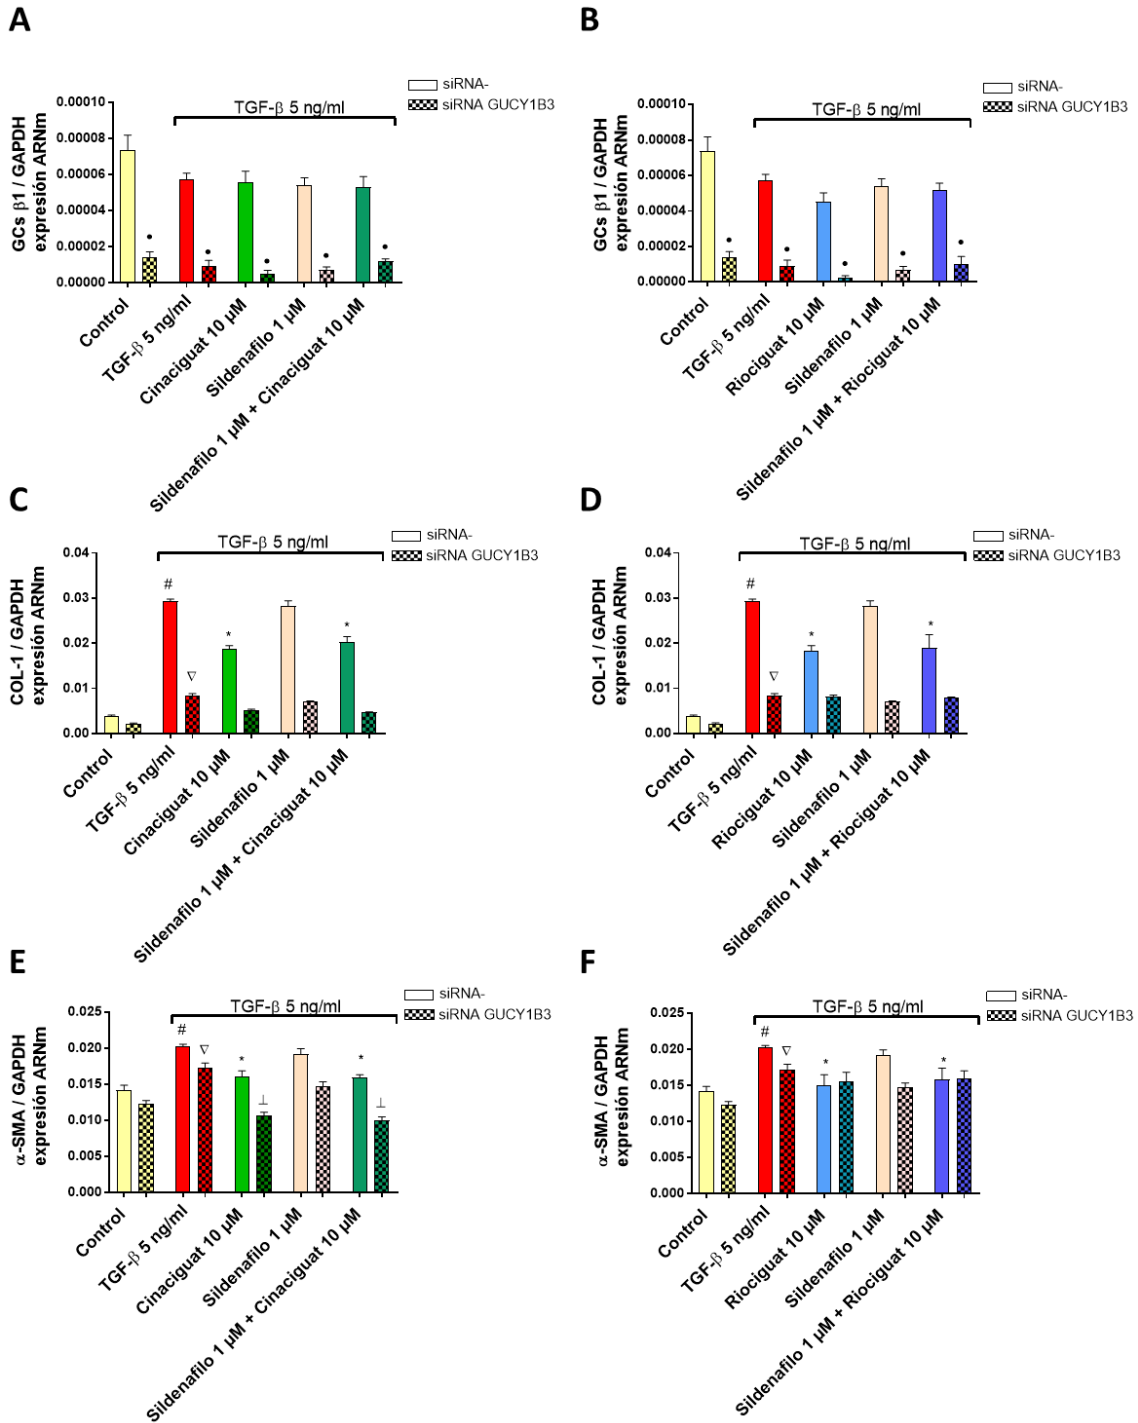 A
siRNA-
siRNA GUCY1B3
TGF-β 5 ng/ml
GCs β1 / GAPDH
expresión ARNm
0.00010
0.00008
0.00006
0.00004
0.00002
0.00000
•
•
•
•
•
Control
TGF-β 5 ng/ml
Cinaciguat 10 µM
Sildenafilo 1 µM
Sildenafilo 1 µM + Cinaciguat 10 µM
B
siRNA-
siRNA GUCY1B3
TGF-β 5 ng/ml
GCs β1 / GAPDH
expresión ARNm
0.00010
0.00008
0.00006
0.00004
0.00002
0.00000
•
•
•
•
•
Control
TGF-β 5 ng/ml
Riociguat 10 µM
Sildenafilo 1 µM
Sildenafilo 1 µM + Riociguat 10 µM
C
siRNA-
siRNA GUCY1B3
TGF-β 5 ng/ml
COL-1 / GAPDH
expresión ARNm
0.04
0.03
0.02
0.01
0.00
#
∇
*
*
Control
TGF-β 5 ng/ml
Cinaciguat 10 µM
Sildenafilo 1 µM
Sildenafilo 1 µM + Cinaciguat 10 µM
D
siRNA-
siRNA GUCY1B3
TGF-β 5 ng/ml
COL-1 / GAPDH
expresión ARNm
0.04
0.03
0.02
0.01
0.00
#
∇
*
*
Control
TGF-β 5 ng/ml
Riociguat 10 µM
Sildenafilo 1 µM
Sildenafilo 1 µM + Riociguat 10 µM
E
siRNA-
siRNA GUCY1B3
TGF-β 5 ng/ml
α-SMA / GAPDH
expresión ARNm
0.025
0.020
0.015
0.010
0.005
0.000
#
∇
*
⊥
*
⊥
Control
TGF-β 5 ng/ml
Cinaciguat 10 µM
Sildenafilo 1 µM
Sildenafilo 1 µM + Cinaciguat 10 µM
F
siRNA-
siRNA GUCY1B3
TGF-β 5 ng/ml
α-SMA / GAPDH
expresión ARNm
0.025
0.020
0.015
0.010
0.005
0.000
#
∇
*
*
Control
TGF-β 5 ng/ml
Riociguat 10 µM
Sildenafilo 1 µM
Sildenafilo 1 µM + Riociguat 10 µM